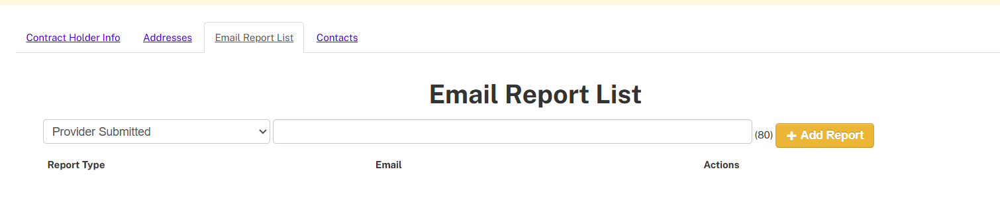 Contract Holder Info Addresses Email Report List Contacts
Email Report List
Provider Submitted (80) + Add Report
Report Type Email Actions